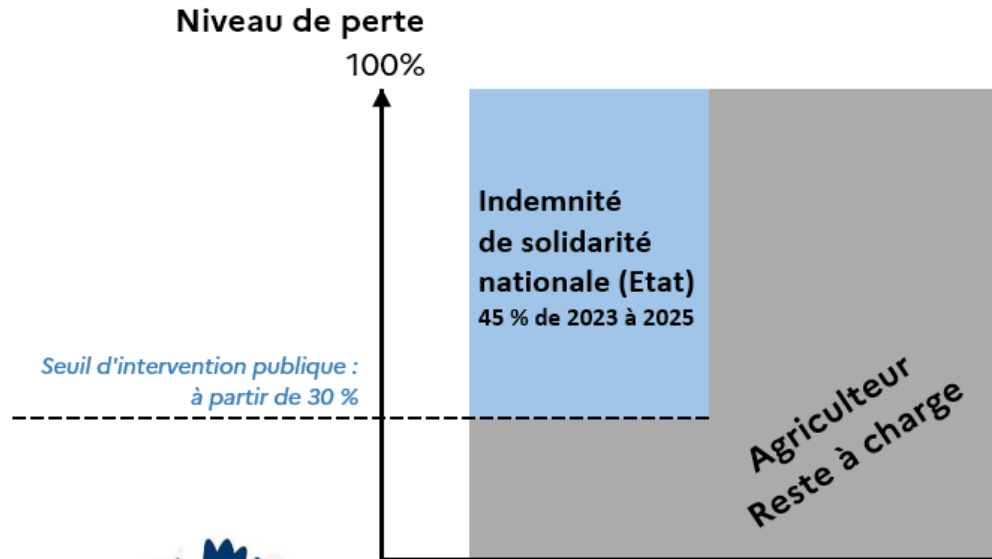 Niveau de perte
100%
Indemnité
de solidarité
nationale (Etat)
45 % de 2023 à 2025
Seuil d'intervention publique :
à partir de 30 %
Agriculteur
Reste à charge